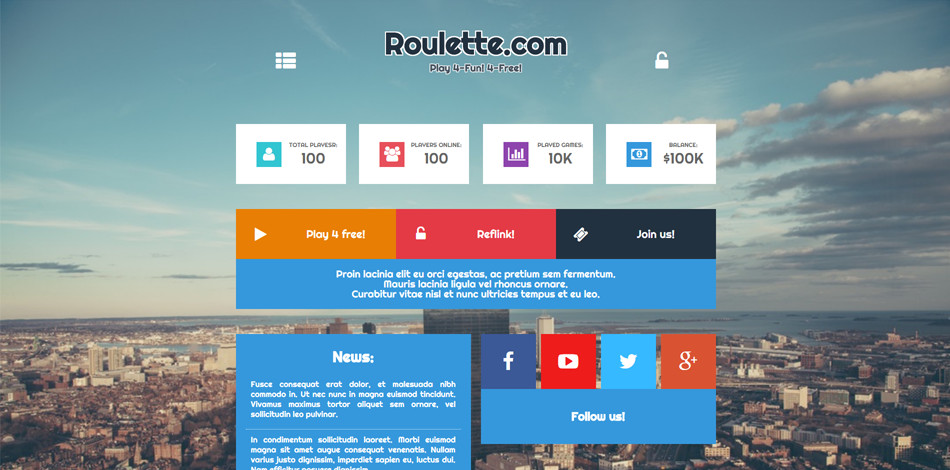 Roulette.com
Play 4-Fun! 4-Free!
TOTAL PLAYESR:
100
PLAYERS ONLINE:
100
PLAYED GAMES:
10K
BALANCE:
$100K
Play 4 free!
Reflink!
Join us!
Proin lacinia elit eu orci egestas, ac pretium sem fermentum.
Mauris lacinia ligula vel rhoncus ornare.
Curabitur vitae nisl et nunc ultricies tempus et eu leo.
News:
Fusce consequat erat dolor, et malesuada nibh
commodo in. Ut nec nunc in magna euismod tincidunt.
Vivamus maximus tortor aliquet sem ornare, vel
sollicitudin leo pulvinar.
In condimentum sollicitudin laoreet. Morbi euismod
magna sit amet augue consequat venenatis. Nullam
varius justo dignissim, imperdiet sapien eu, luctus dui.
Nam efficitur posuere dignissim.
f
g+
Follow us!